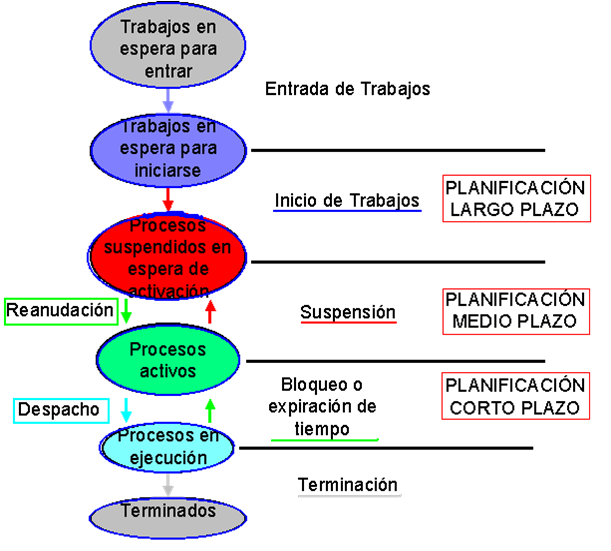 Trabajos en
espera para
entrar
Entrada de Trabajos
Trabajos en
espera para
iniciarse
Inicio de Trabajos
PLANIFICACIÓN
LARGO PLAZO
Procesos
suspendidos en
espera de
activación
Reanudación
Suspensión
PLANIFICACIÓN
MEDIO PLAZO
Procesos
activos
Despacho
Bloqueo o
expiración de
tiempo
PLANIFICACIÓN
CORTO PLAZO
Procesos en
ejecución
Terminación
Terminados